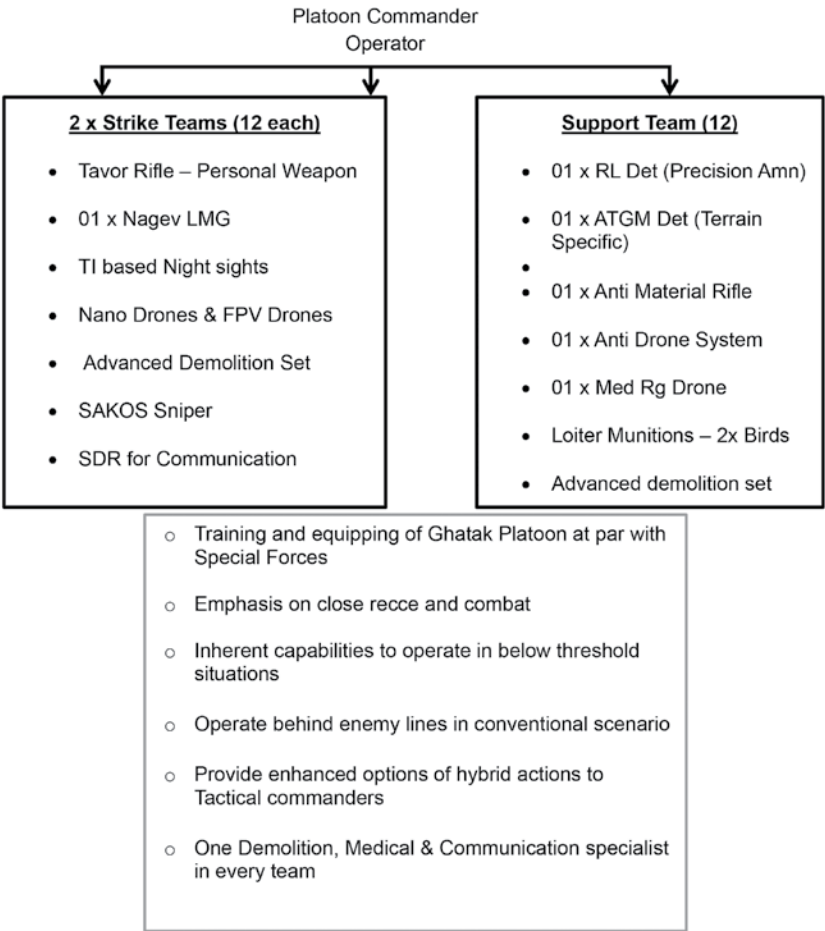 Platoon Commander
Operator
2 x Strike Teams (12 each)
• Tavor Rifle – Personal Weapon
• 01 x Nagev LMG
• TI based Night sights
• Nano Drones & FPV Drones
• Advanced Demolition Set
• SAKOS Sniper
• SDR for Communication
Support Team (12)
• 01 x RL Det (Precision Amn)
• 01 x ATGM Det (Terrain
Specific)
•
• 01 x Anti Material Rifle
• 01 x Anti Drone System
• 01 x Med Rg Drone
• Loiter Munitions – 2x Birds
• Advanced demolition set
○ Training and equipping of Ghatak Platoon at par with
Special Forces
○ Emphasis on close recce and combat
○ Inherent capabilities to operate in below threshold
situations
○ Operate behind enemy lines in conventional scenario
○ Provide enhanced options of hybrid actions to
Tactical commanders
○ One Demolition, Medical & Communication specialist
in every team